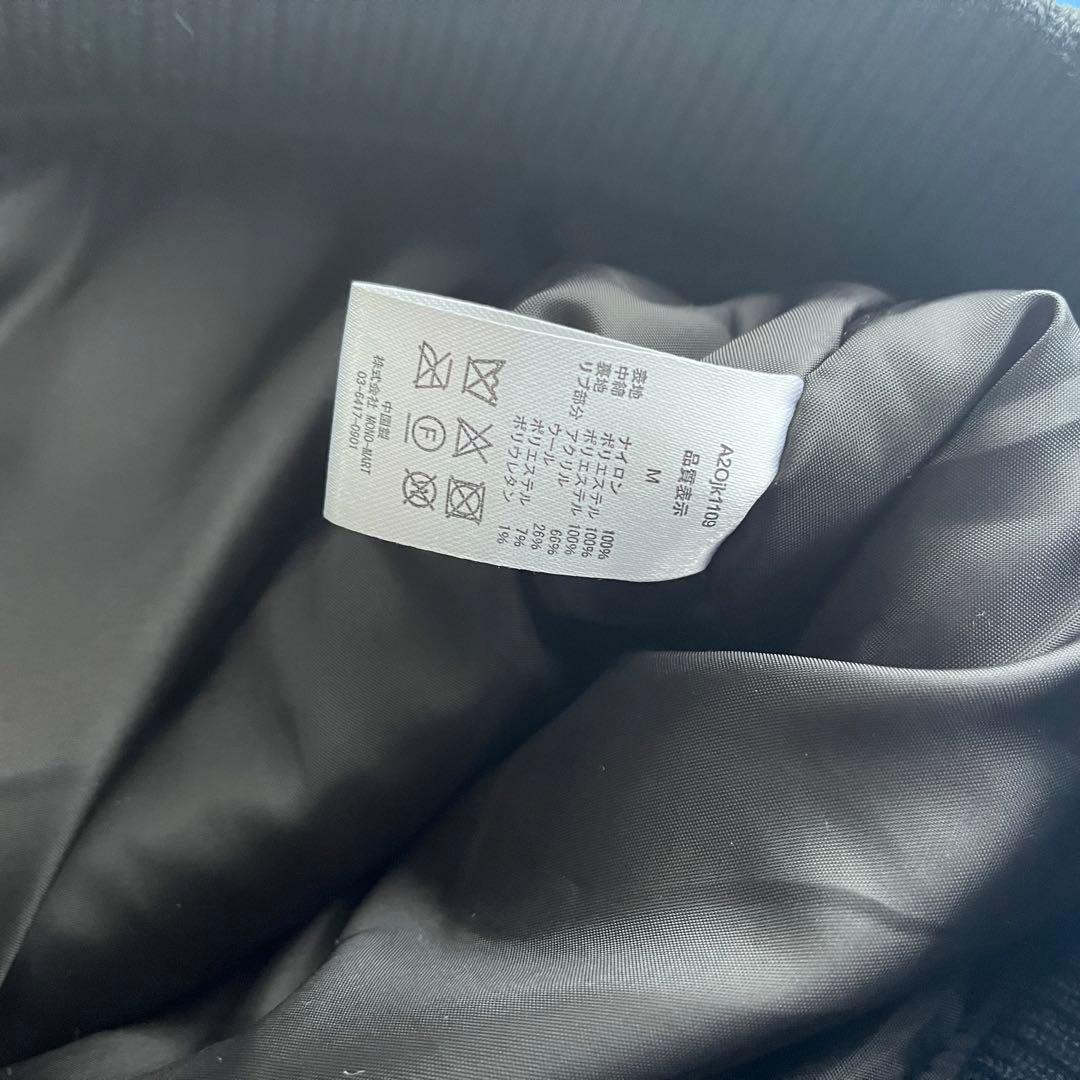 A20jk1109
品質表示
M
表地 ナイロン 100%
中綿 ポリエステル 100%
裏地 ポリエステル 100%
リブ部分 アクリル 66%
ウール 26%
ポリエステル 7%
ポリウレタン 1%
F
中国製
株式会社 MONO-MART
03-6417-0901